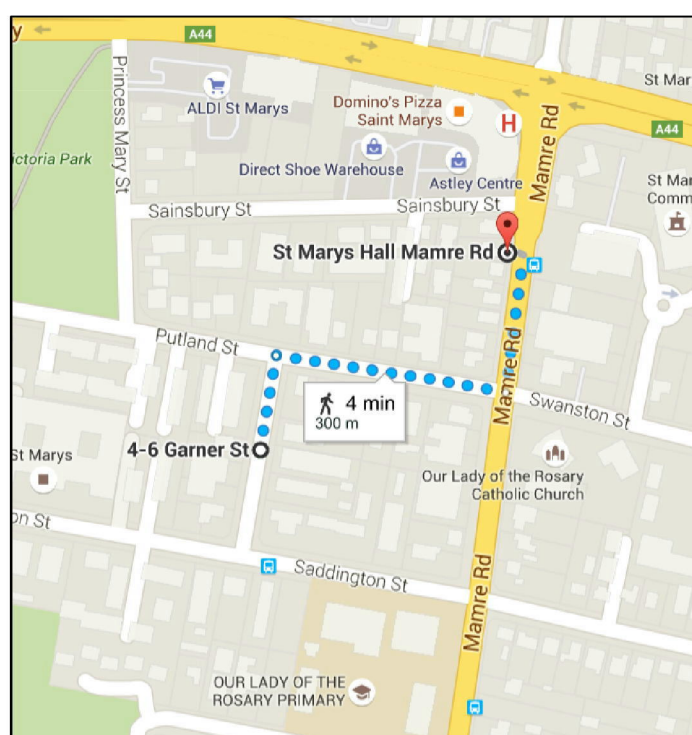 y
A44
Princess Mary St
ALDI St Marys
Domino's Pizza
Saint Marys
H
Mamre Rd
St Mar
A44
ictoria Park
Direct Shoe Warehouse
Astley Centre
St Mar
Comm
Sainsbury St
Sainsbury St
St Marys Hall Mamre Rd
Putland St
Mamre Rd
4 min
300 m
Swanston St
4-6 Garner St
St Marys
Our Lady of the Rosary
Catholic Church
on St
Saddington St
Mamre Rd
OUR LADY OF THE
ROSARY PRIMARY